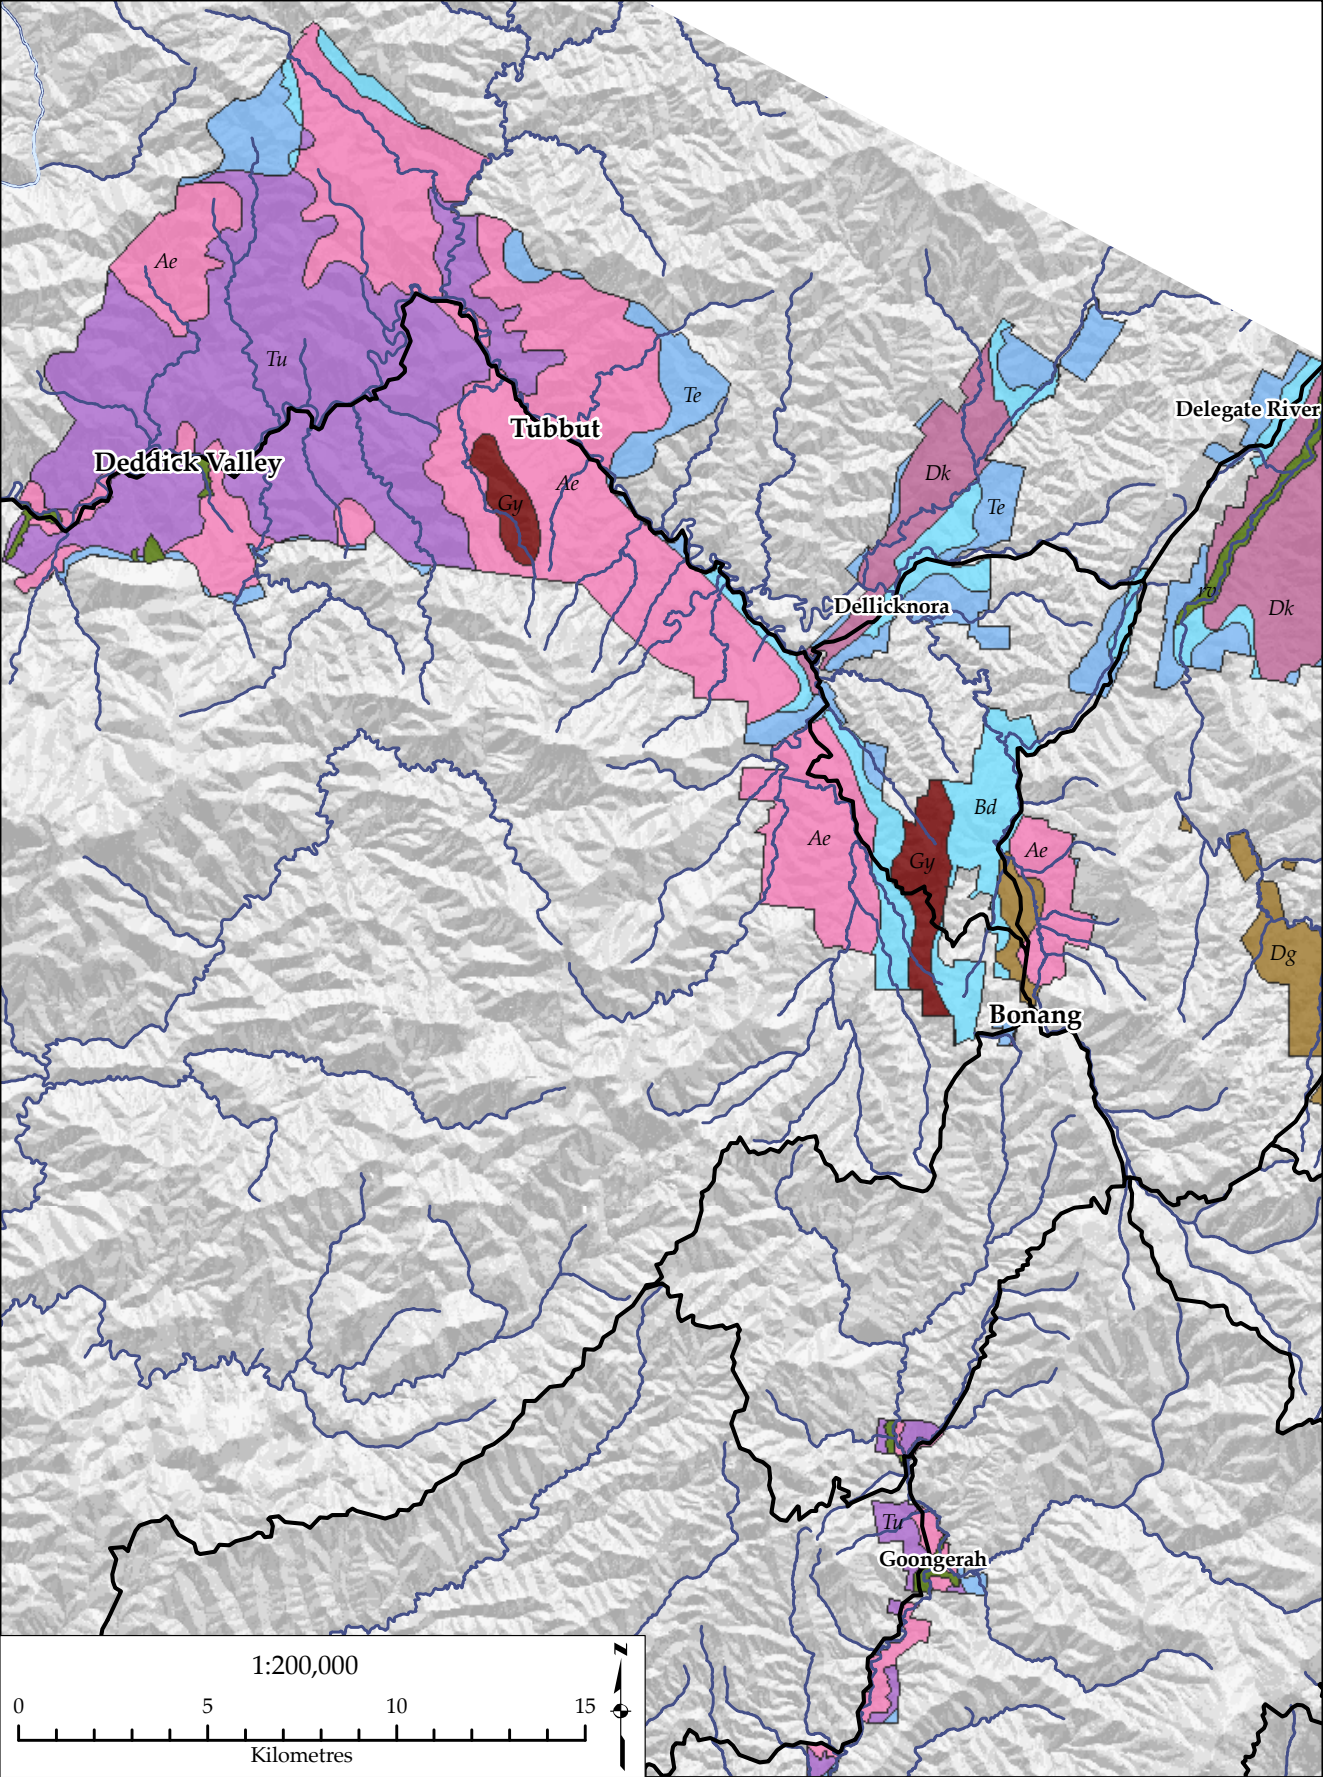 Ae
Tu
Te
Delegate River
Tubbut
Deddick Valley
Dk
Ae
Gy
Te
rv
Dellicknora
Dk
Bd
Ae
Ae
Gy
Dg
Bonang
Tu
Goongerah
1:200,000
N
0 5 10 15
Kilometres